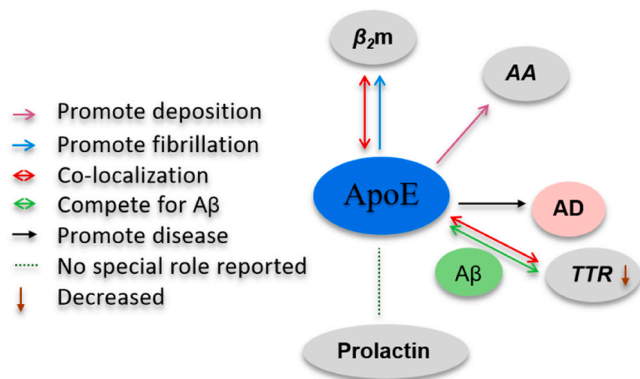 β₂m
AA
Promote deposition
Promote fibrillation
Co-localization
Compete for Aβ
Promote disease
No special role reported
Decreased
ApoE
AD
Aβ
TTR
Prolactin